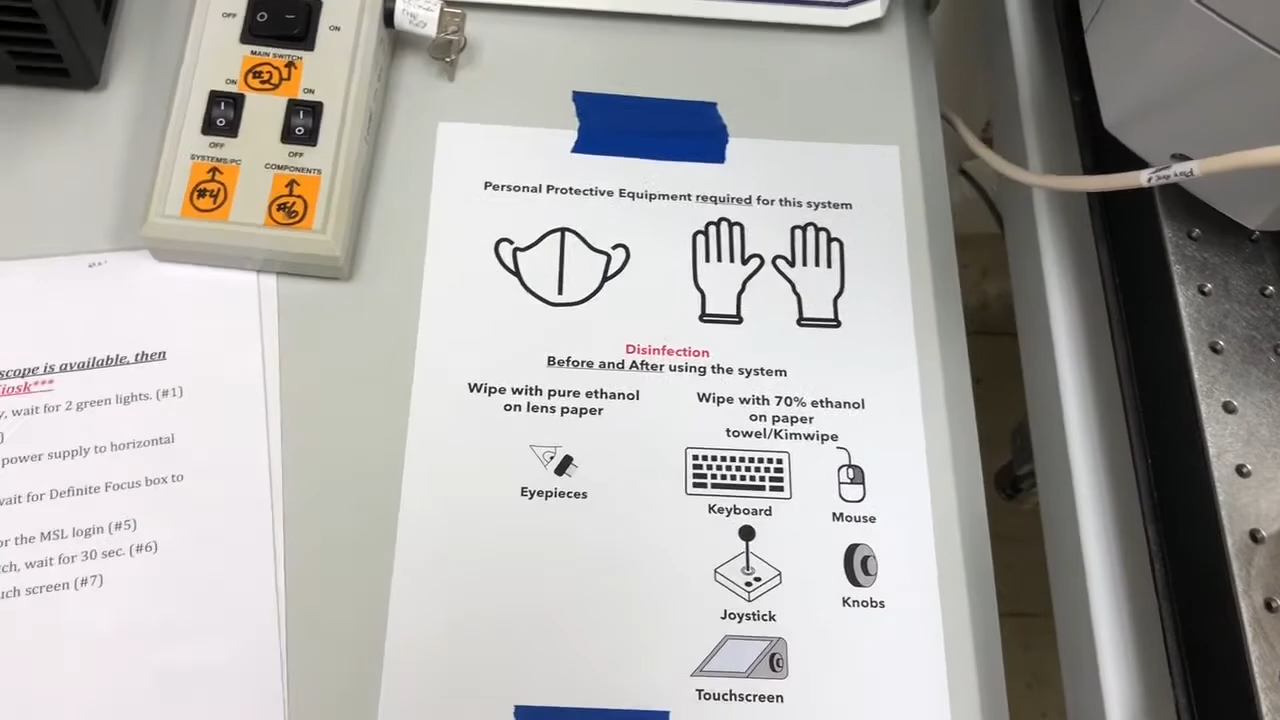 OFF
ON
MAIN SWITCH
#2
ON
ON
OFF
OFF
SYSTEMS/PC
COMPONENTS
#4
#6
Personal Protective Equipment required for this system
Disinfection
Before and After using the system
Wipe with pure ethanol
on lens paper
Wipe with 70% ethanol
on paper
towel/Kimwipe
Eyepieces
Keyboard
Mouse
Joystick
Knobs
Touchscreen
scope is available, then
Kiosk***
, wait for 2 green lights. (#1)
power supply to horizontal
wait for Definite Focus box to
or the MSL login (#5)
tch, wait for 30 sec. (#6)
uch screen (#7)